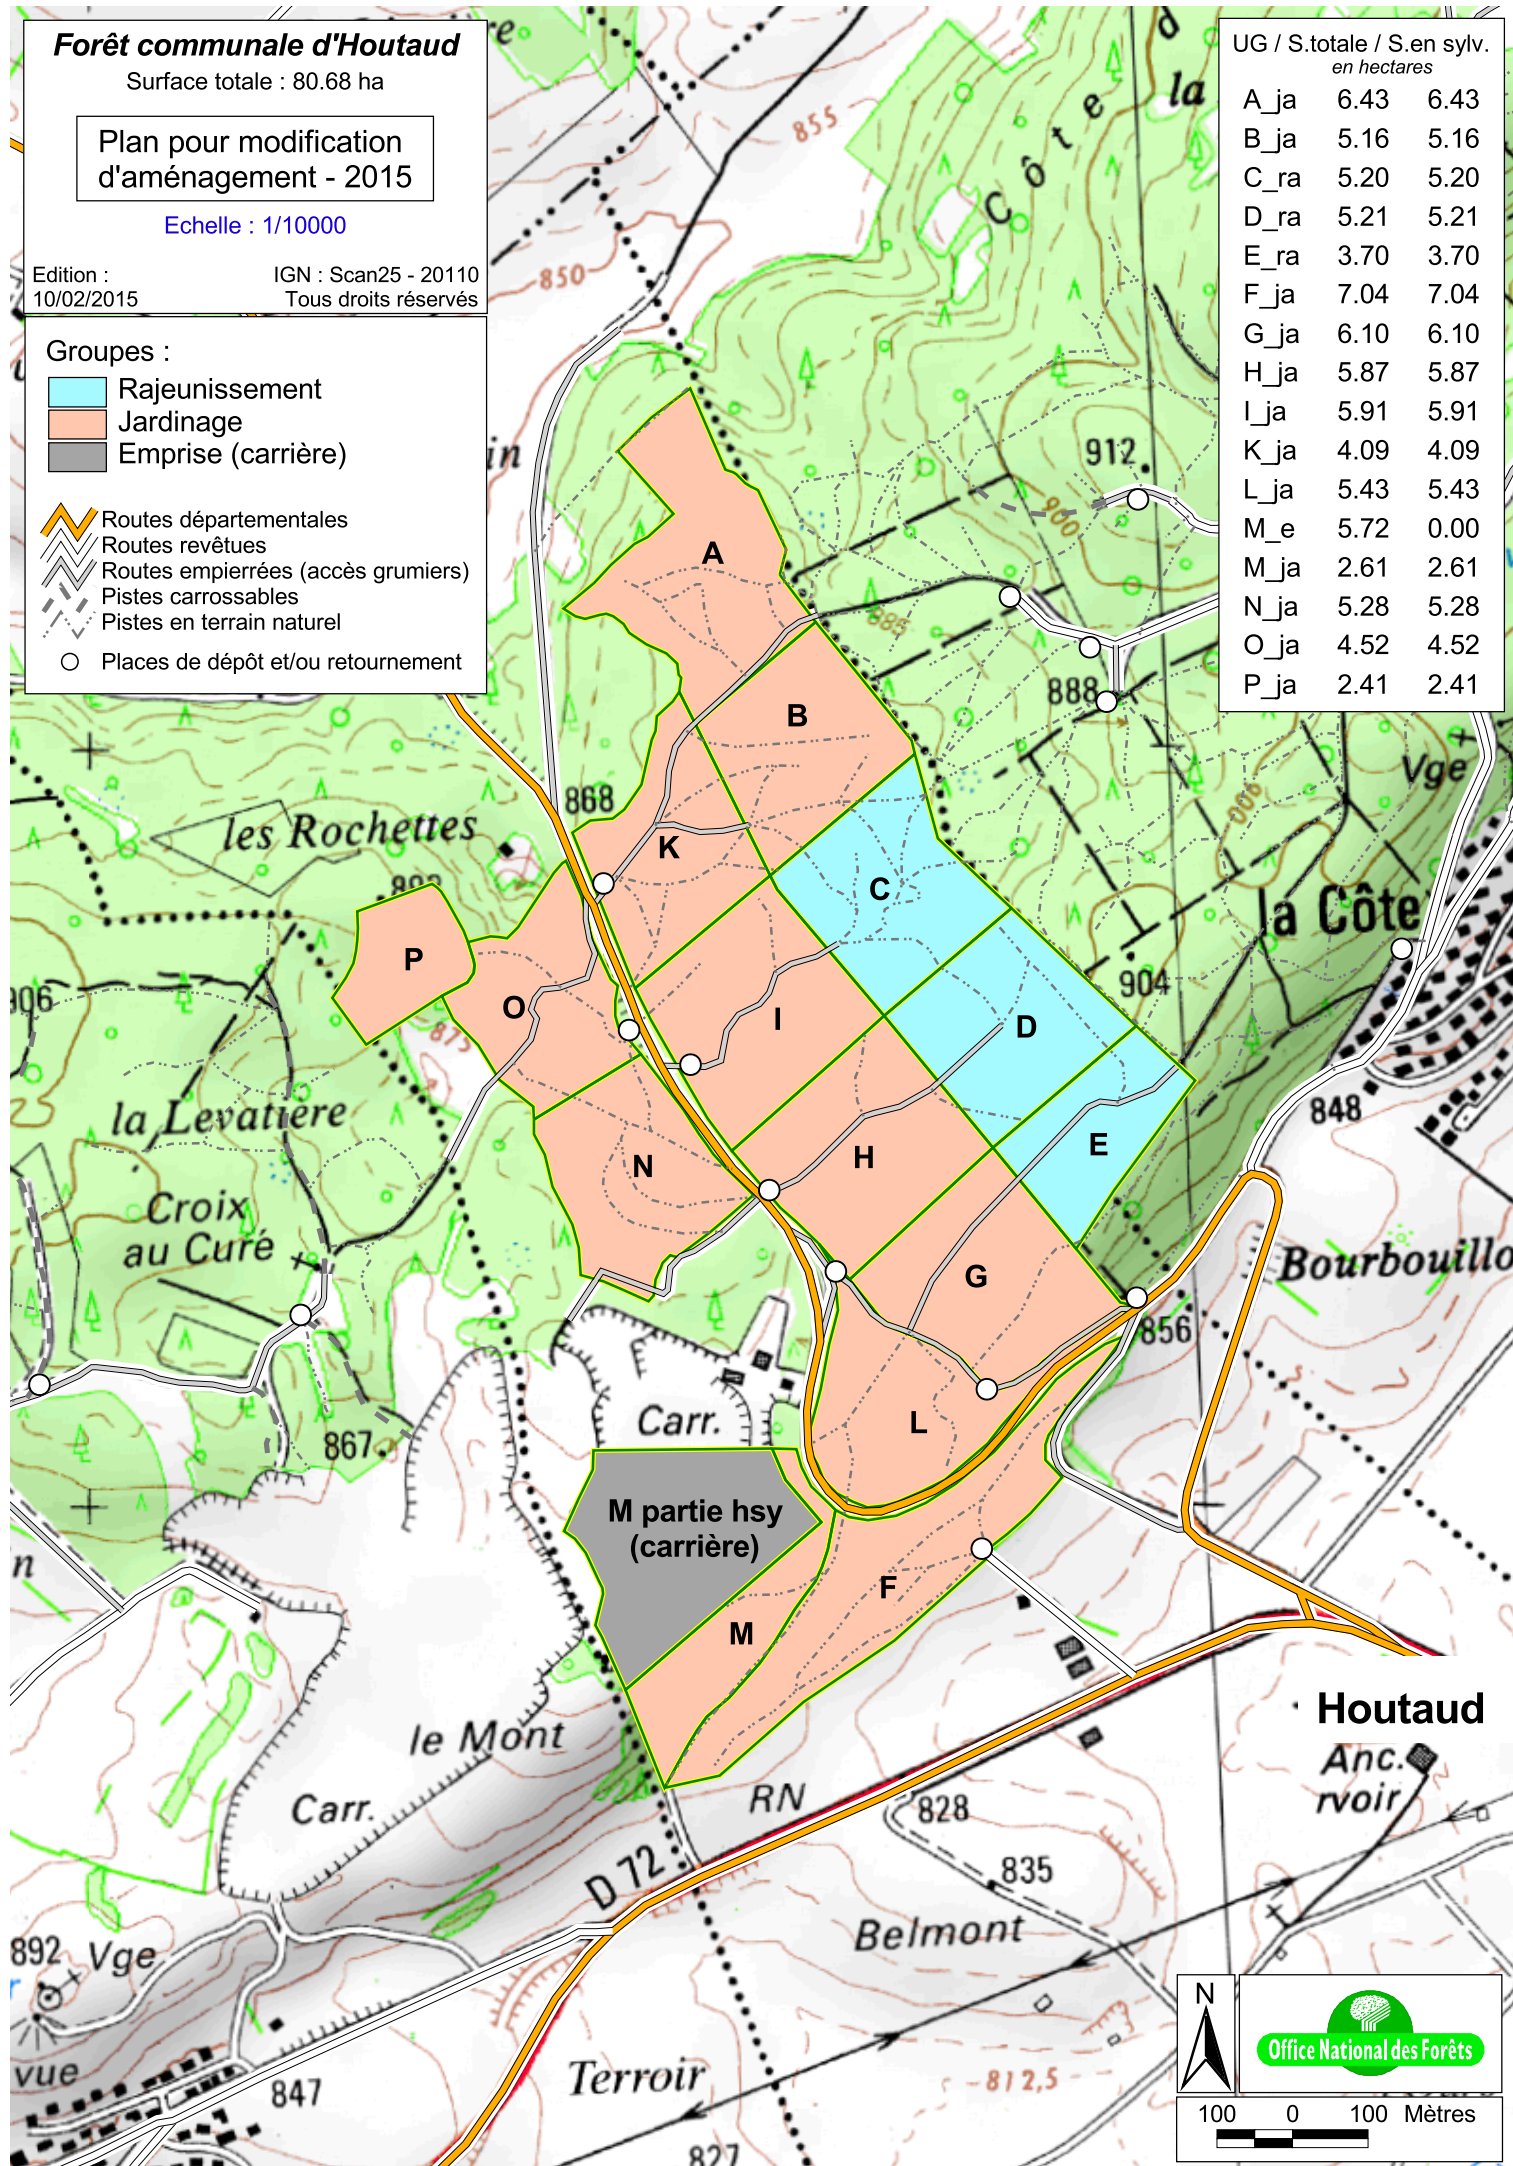 Forêt communale d'Houtaud
Surface totale : 80.68 ha
Plan pour modification
d'aménagement - 2015
Echelle : 1/10000
Edition :
10/02/2015
IGN : Scan25 - 20110
Tous droits réservés
Groupes :
Rajeunissement
Jardinage
Emprise (carrière)
Routes départementales
Routes revêtues
Routes empierrées (accès grumiers)
Pistes carrossables
Pistes en terrain naturel
Places de dépôt et/ou retournement
UG / S.totale / S.en sylv.
en hectares
A_ja 6.43 6.43
B_ja 5.16 5.16
C_ra 5.20 5.20
D_ra 5.21 5.21
E_ra 3.70 3.70
F_ja 7.04 7.04
G_ja 6.10 6.10
H_ja 5.87 5.87
I_ja 5.91 5.91
K_ja 4.09 4.09
L_ja 5.43 5.43
M_e 5.72 0.00
M_ja 2.61 2.61
N_ja 5.28 5.28
O_ja 4.52 4.52
P_ja 2.41 2.41
855
Côte d
la
850
in
912
900
A
885
888
B
Vge
868
900
les Rochettes
K
C
la Côte
892
P
906
O
904
I
D
875
la Levatière
848
E
N
H
Croix
au Curé
Bourbouillo
G
856
Carr.
L
867
M partie hsy
(carrière)
n
F
M
Houtaud
le Mont
Anc.
rvoir
RN
Carr.
828
D 72
835
Belmont
892
Vge
vue
847
Terroir
812,5
827
N
Office National des Forêts
100 0 100 Mètres